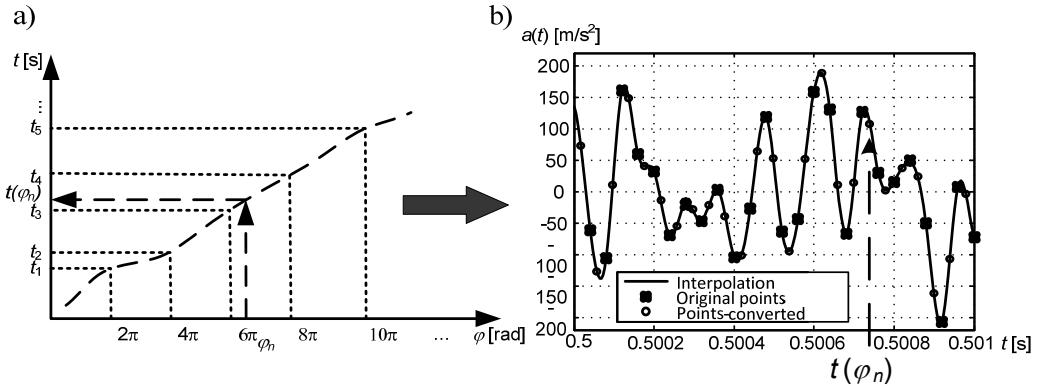 a)
t [s]
⋮
t5
t4
t(φn)
t3
t2
t1
2π 4π 6π φn 8π 10π ... φ [rad]
b)
a(t) [m/s²]
200
150
100
50
0
-50
100
150
200
Interpolation
Original points
Points-converted
0.5 0.5002 0.5004 0.5006 0.5008 0.501 t [s]
t(φn)